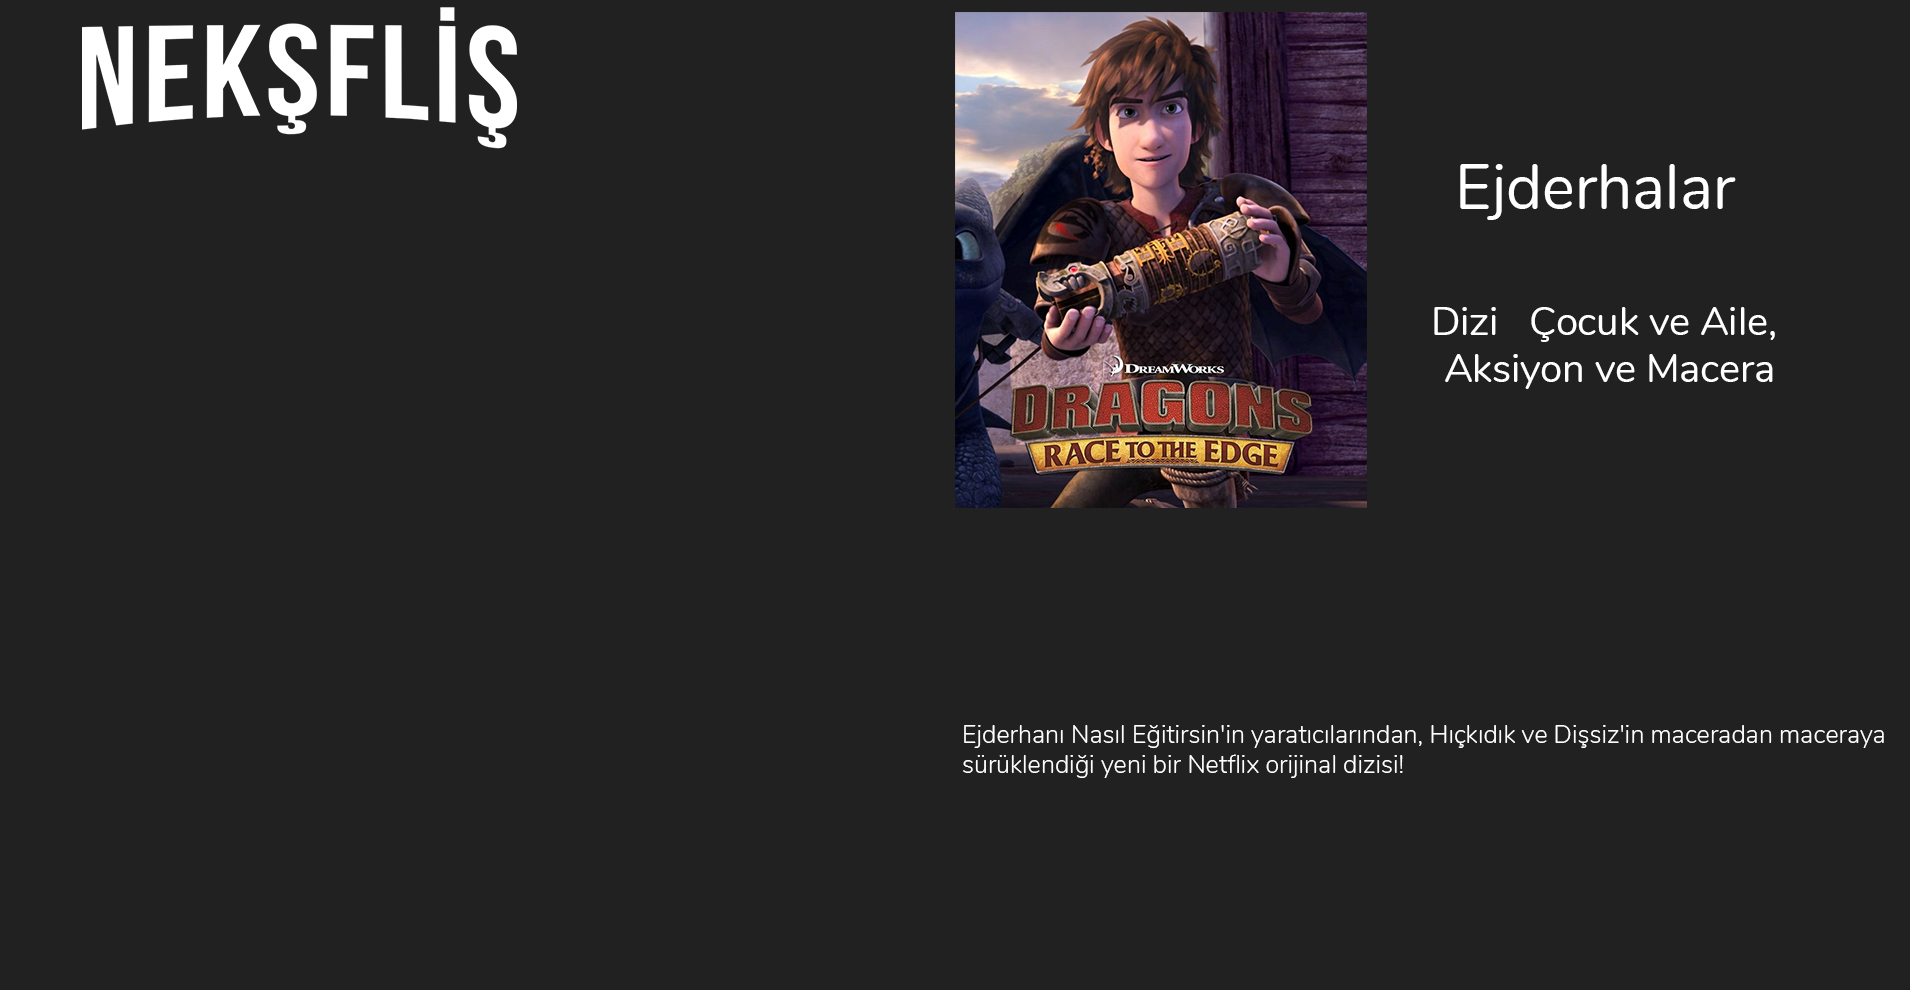 NEKŞFLİŞ
DREAMWORKS
DRAGONS
RACE TO THE EDGE
Ejderhalar
Dizi Çocuk ve Aile,
Aksiyon ve Macera
Ejderhanı Nasıl Eğitirsin'in yaratıcılarından, Hıçkıdık ve Dişsiz'in maceradan maceraya
sürüklendiği yeni bir Netflix orijinal dizisi!